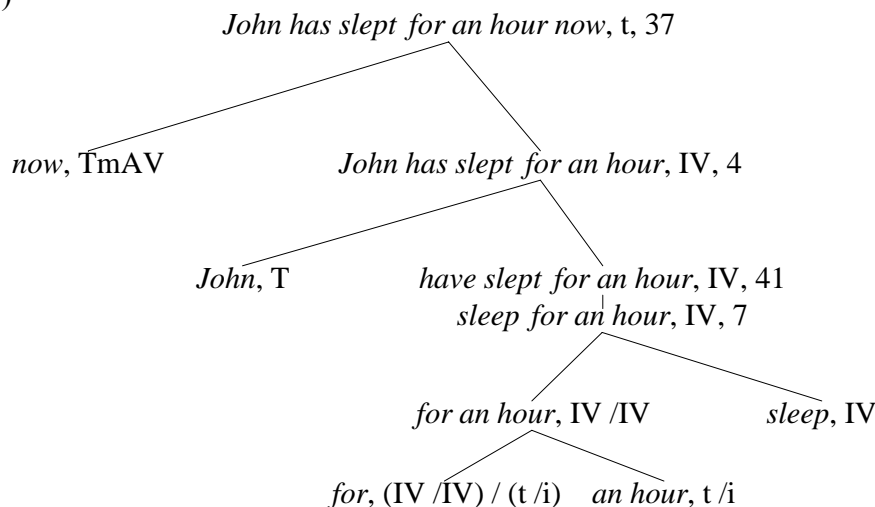 )
John has slept for an hour now, t, 37
now, TmAV John has slept for an hour, IV, 4
John, T have slept for an hour, IV, 41
sleep for an hour, IV, 7
for an hour, IV /IV sleep, IV
for, (IV /IV) / (t /i) an hour, t /i